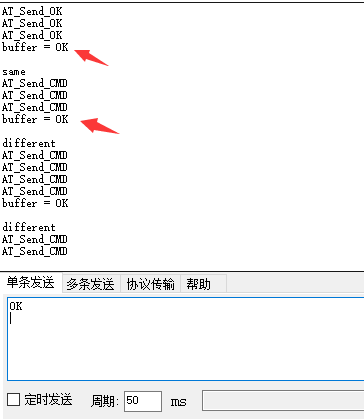 AT_Send_OK
AT_Send_OK
AT_Send_OK
buffer = OK
same
AT_Send_CMD
AT_Send_CMD
AT_Send_CMD
buffer = OK
different
AT_Send_CMD
AT_Send_CMD
AT_Send_CMD
AT_Send_CMD
buffer = OK
different
AT_Send_CMD
AT_Send_CMD
单条发送 多条发送 协议传输 帮助
OK
定时发送 周期: 50 ms